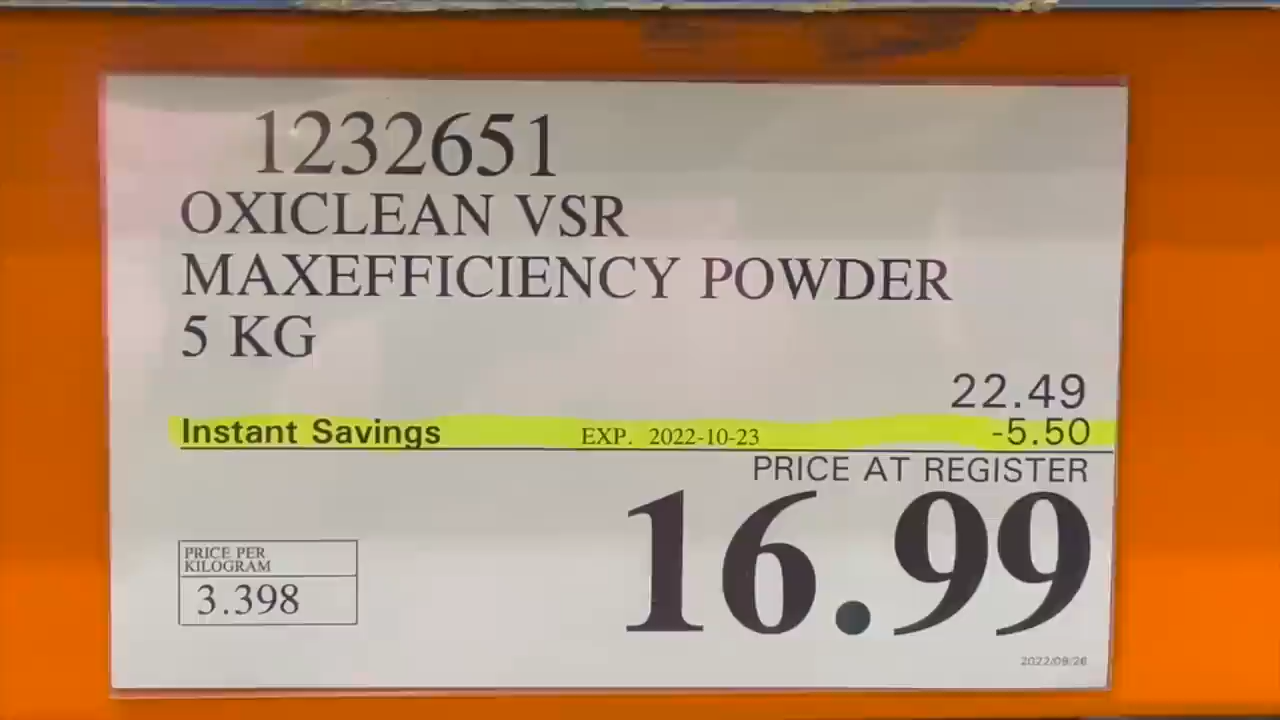 1232651
OXICLEAN VSR
MAXEFFICIENCY POWDER
5 KG
22.49
Instant Savings EXP. 2022-10-23 -5.50
PRICE AT REGISTER
16.99
PRICE PER
KILOGRAM
3.398
2022/09/26